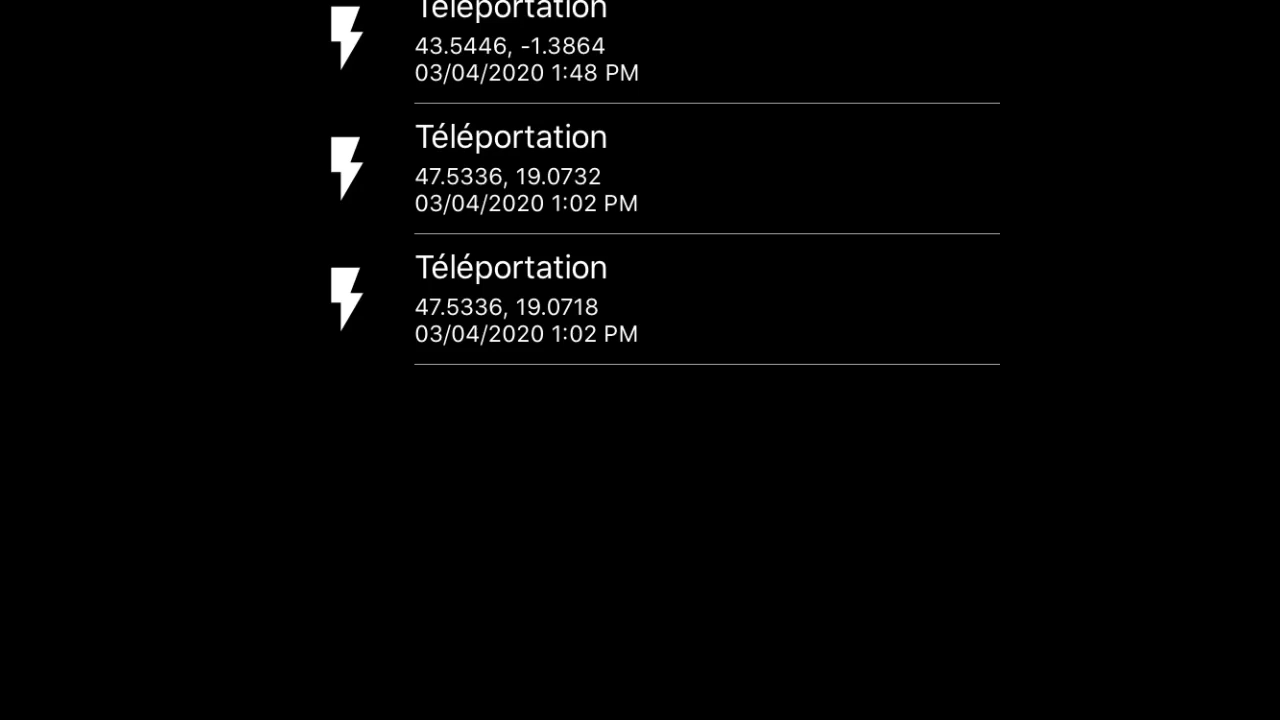 Téléportation
43.5446, -1.3864
03/04/2020 1:48 PM
Téléportation
47.5336, 19.0732
03/04/2020 1:02 PM
Téléportation
47.5336, 19.0718
03/04/2020 1:02 PM